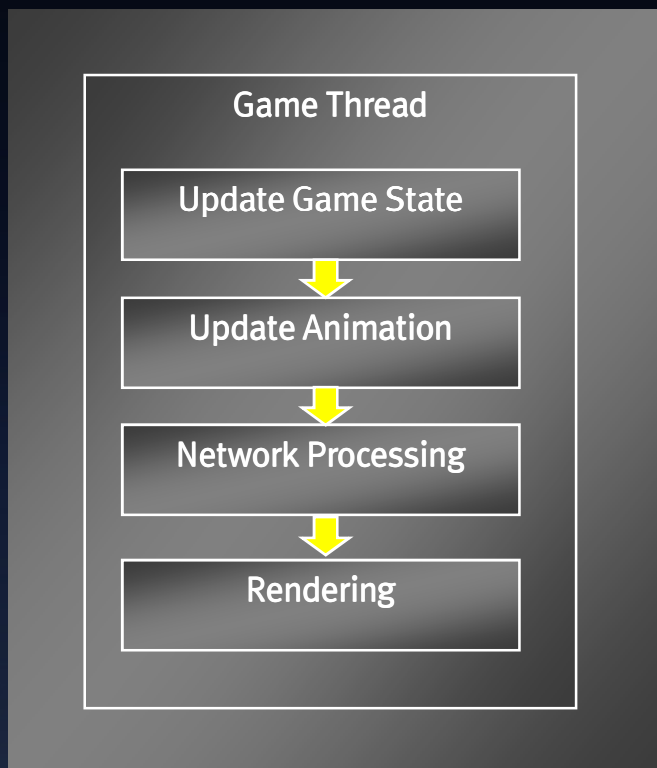 Game Thread
Update Game State
Update Animation
Network Processing
Rendering